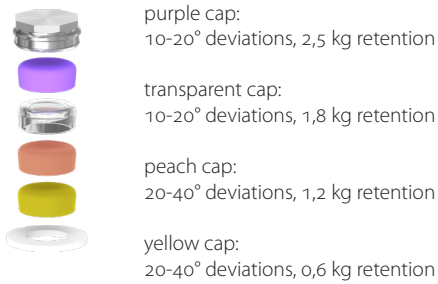 purple cap:
10-20° deviations, 2,5 kg retention
transparent cap:
10-20° deviations, 1,8 kg retention
peach cap:
20-40° deviations, 1,2 kg retention
yellow cap:
20-40° deviations, 0,6 kg retention